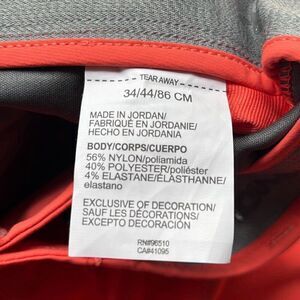 TEAR AWAY
34/44/86 CM
MADE IN JORDAN/
FABRIQUÉ EN JORDANIE/
HECHO EN JORDANIA
BODY/CORPS/CUERPO
56% NYLON/poliamida
40% POLYESTER/poliéster
4% ELASTANE/ÉLASTHANNE/
elastano
EXCLUSIVE OF DECORATION/
SAUF LES DÉCORATIONS/
EXCEPTO DECORACIÓN
RN#96510
CA#41095